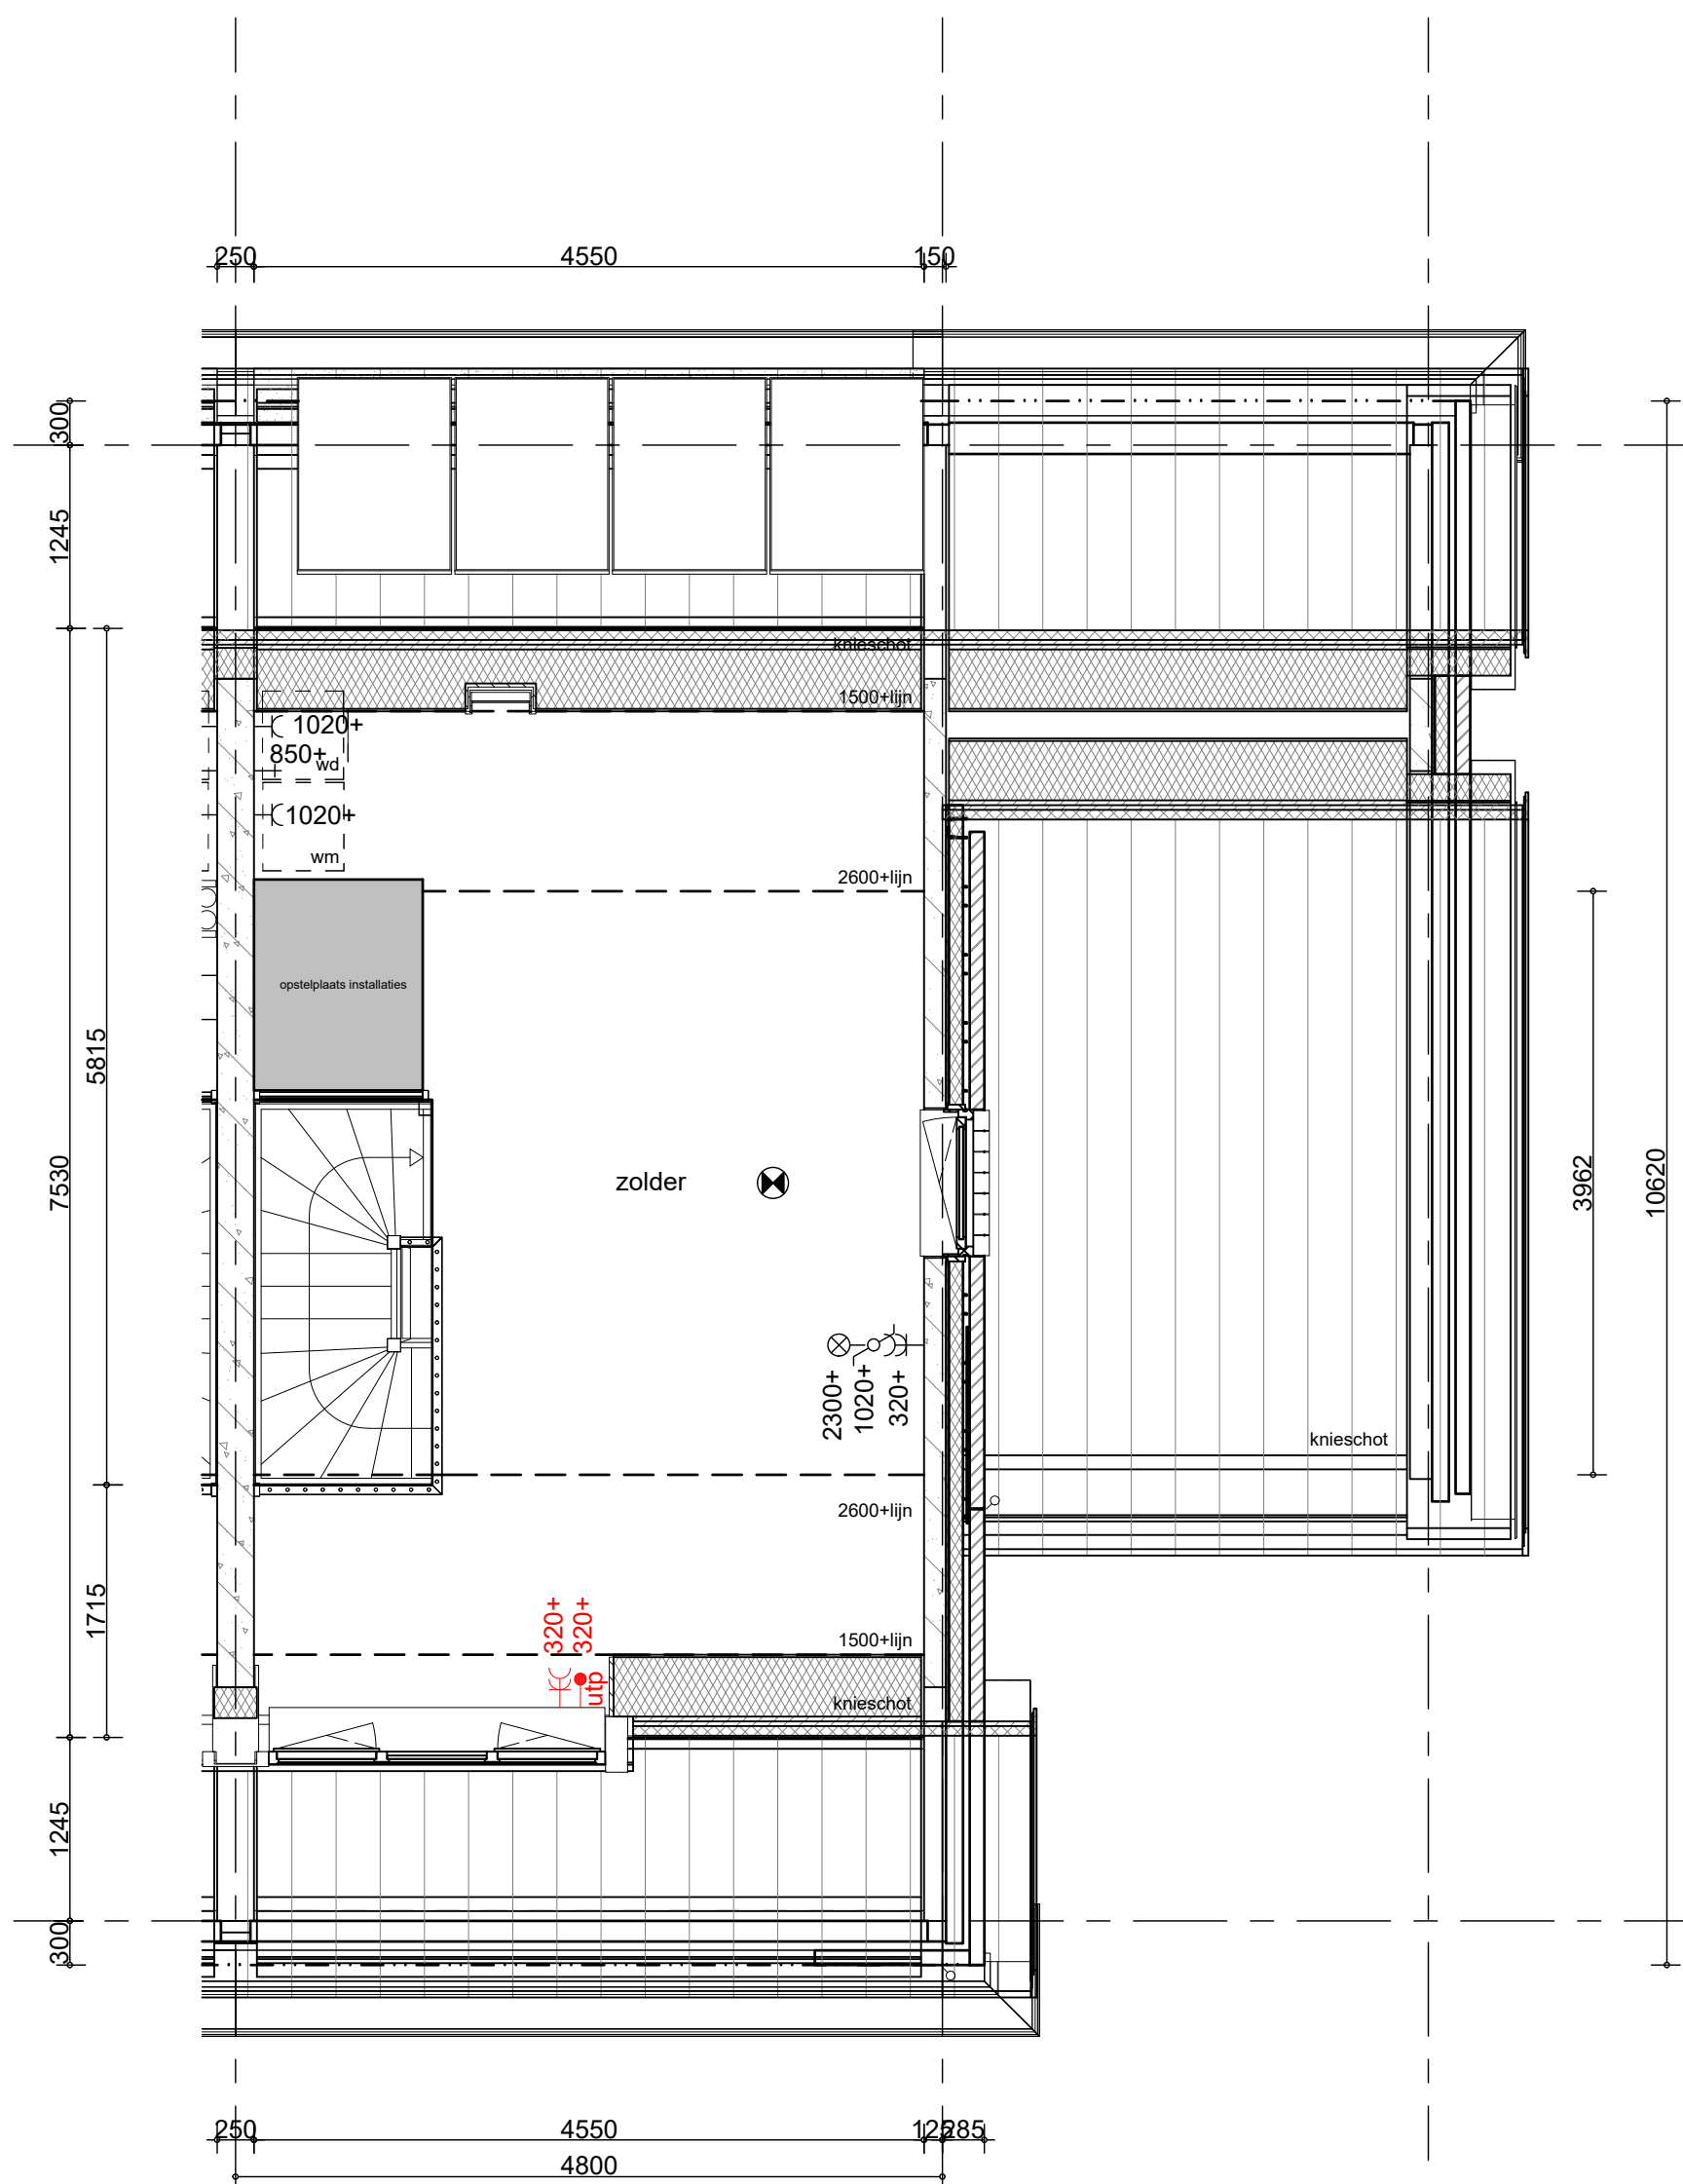 250
4550
150
300
1245
knieschot
1500+lijn
1020+
850+
wd
1020+
wm
2600+lijn
opstelplaats installaties
5815
7530
zolder
3962
10620
2300+
1020+
320+
knieschot
2600+lijn
1715
320+
320+
utp
1500+lijn
knieschot
1245
300
250
4550
125
285
4800